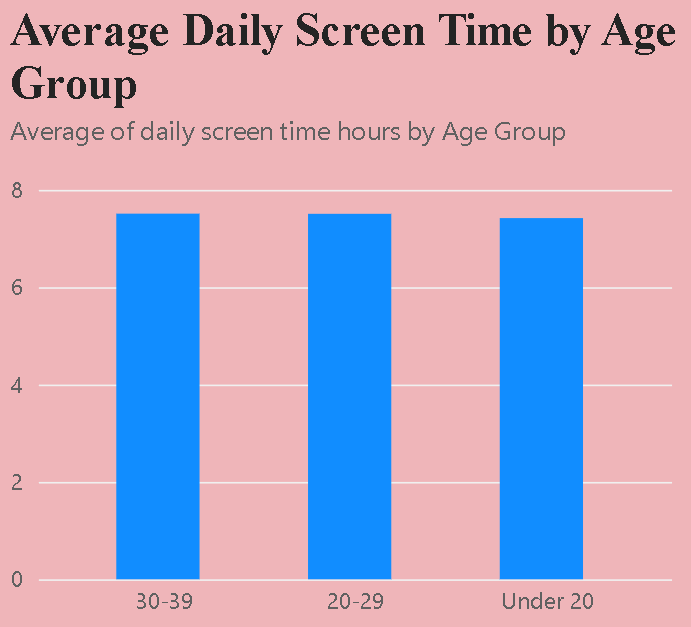 Average Daily Screen Time by Age
Group
Average of daily screen time hours by Age Group
8
6
4
2
0
30-39 20-29 Under 20